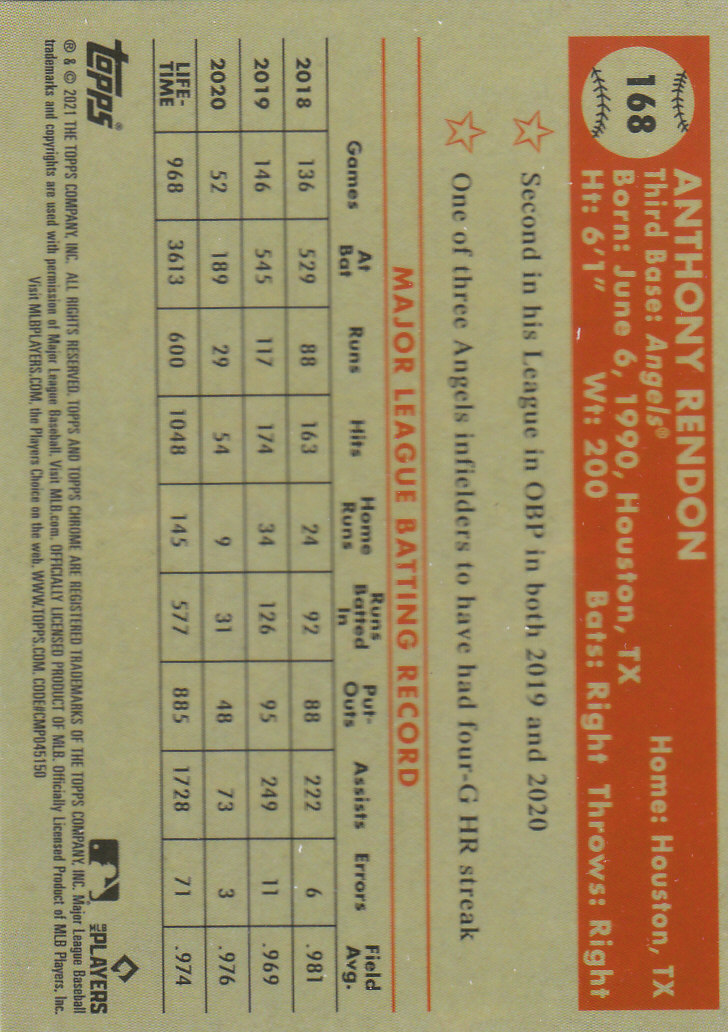 168
ANTHONY RENDON
Third Base: Angels® Home: Houston, TX
Born: June 6, 1990, Houston, TX
Ht: 6'1" Wt: 200 Bats: Right Throws: Right
Second in his League in OBP in both 2019 and 2020
One of three Angels infielders to have had four-G HR streak
MAJOR LEAGUE BATTING RECORD
Games At Bat Runs Hits Home Runs Runs Batted In Put-Outs Assists Errors Field Avg.
2018 136 529 88 163 24 92 88 222 6 .981
2019 146 545 117 174 34 126 95 249 11 .969
2020 52 189 29 54 9 31 48 73 3 .976
LIFE-TIME 968 3613 600 1048 145 577 885 1728 71 .974
topps®
MLB PLAYERS
® & © 2021 THE TOPPS COMPANY, INC. ALL RIGHTS RESERVED. TOPPS AND TOPPS CHROME ARE REGISTERED TRADEMARKS OF THE TOPPS COMPANY, INC. Major League Baseball
trademarks and copyrights are used with permission of Major League Baseball. Visit MLB.com. OFFICIALLY LICENSED PRODUCT OF MLB. Officially Licensed Product of MLB Players, Inc.
Visit MLBPLAYERS.COM, the Players Choice on the web. WWW.TOPPS.COM. CODE#CMP045150